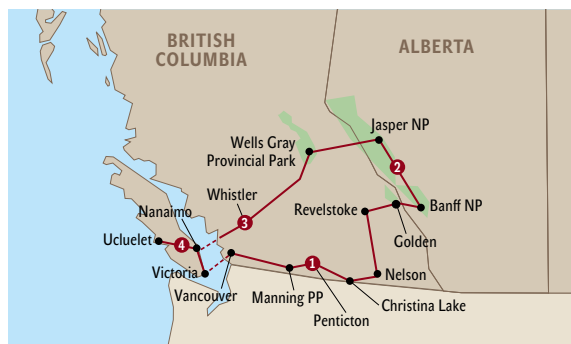 BRITISH
COLUMBIA
ALBERTA
Jasper NP
Wells Gray
Provincial Park
2
Whistler
Nanaimo
3
Revelstoke
Banff NP
Ucluelet
4
Golden
Victoria
Vancouver
1
Nelson
Manning PP
Christina Lake
Penticton